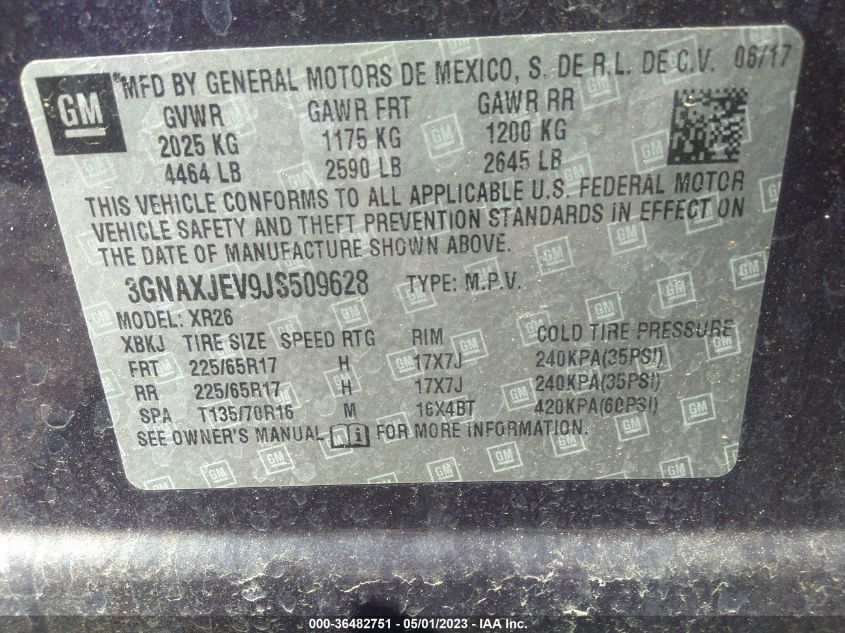 GM ®MFD BY GENERAL MOTORS DE MEXICO, S. DE R.L. DE C.V. 06/17
GVWR GAWR FRT GAWR RR
2025 KG 1175 KG 1200 KG
4464 LB 2590 LB 2645 LB
THIS VEHICLE CONFORMS TO ALL APPLICABLE U.S. FEDERAL MOTOR
VEHICLE SAFETY AND THEFT PREVENTION STANDARDS IN EFFECT ON
THE DATE OF MANUFACTURE SHOWN ABOVE.
3GNAXJEV9JS509628 TYPE: M.P.V.
MODEL: XR26
XBKJ TIRE SIZE SPEED RTG RIM COLD TIRE PRESSURE
FRT 225/65R17 H 17X7J 240KPA(35PSI)
RR 225/65R17 H 17X7J 240KPA(35PSI)
SPA T135/70R16 M 16X4BT 420KPA(60PSI)
SEE OWNER'S MANUAL FOR MORE INFORMATION.
000-36482751 - 05/01/2023 - IAA Inc.